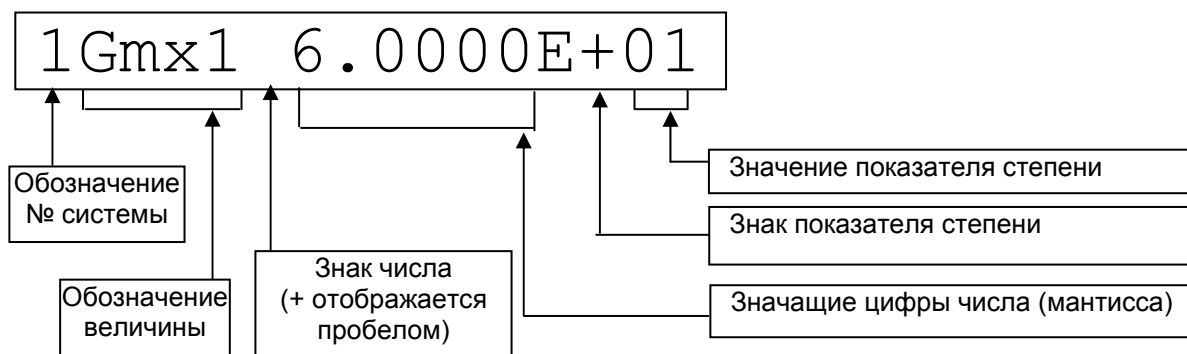 1Gmx1 6.0000E+01
Обозначение
№ системы
Обозначение
величины
Знак числа
(+ отображается
пробелом)
Значение показателя степени
Знак показателя степени
Значащие цифры числа (мантисса)